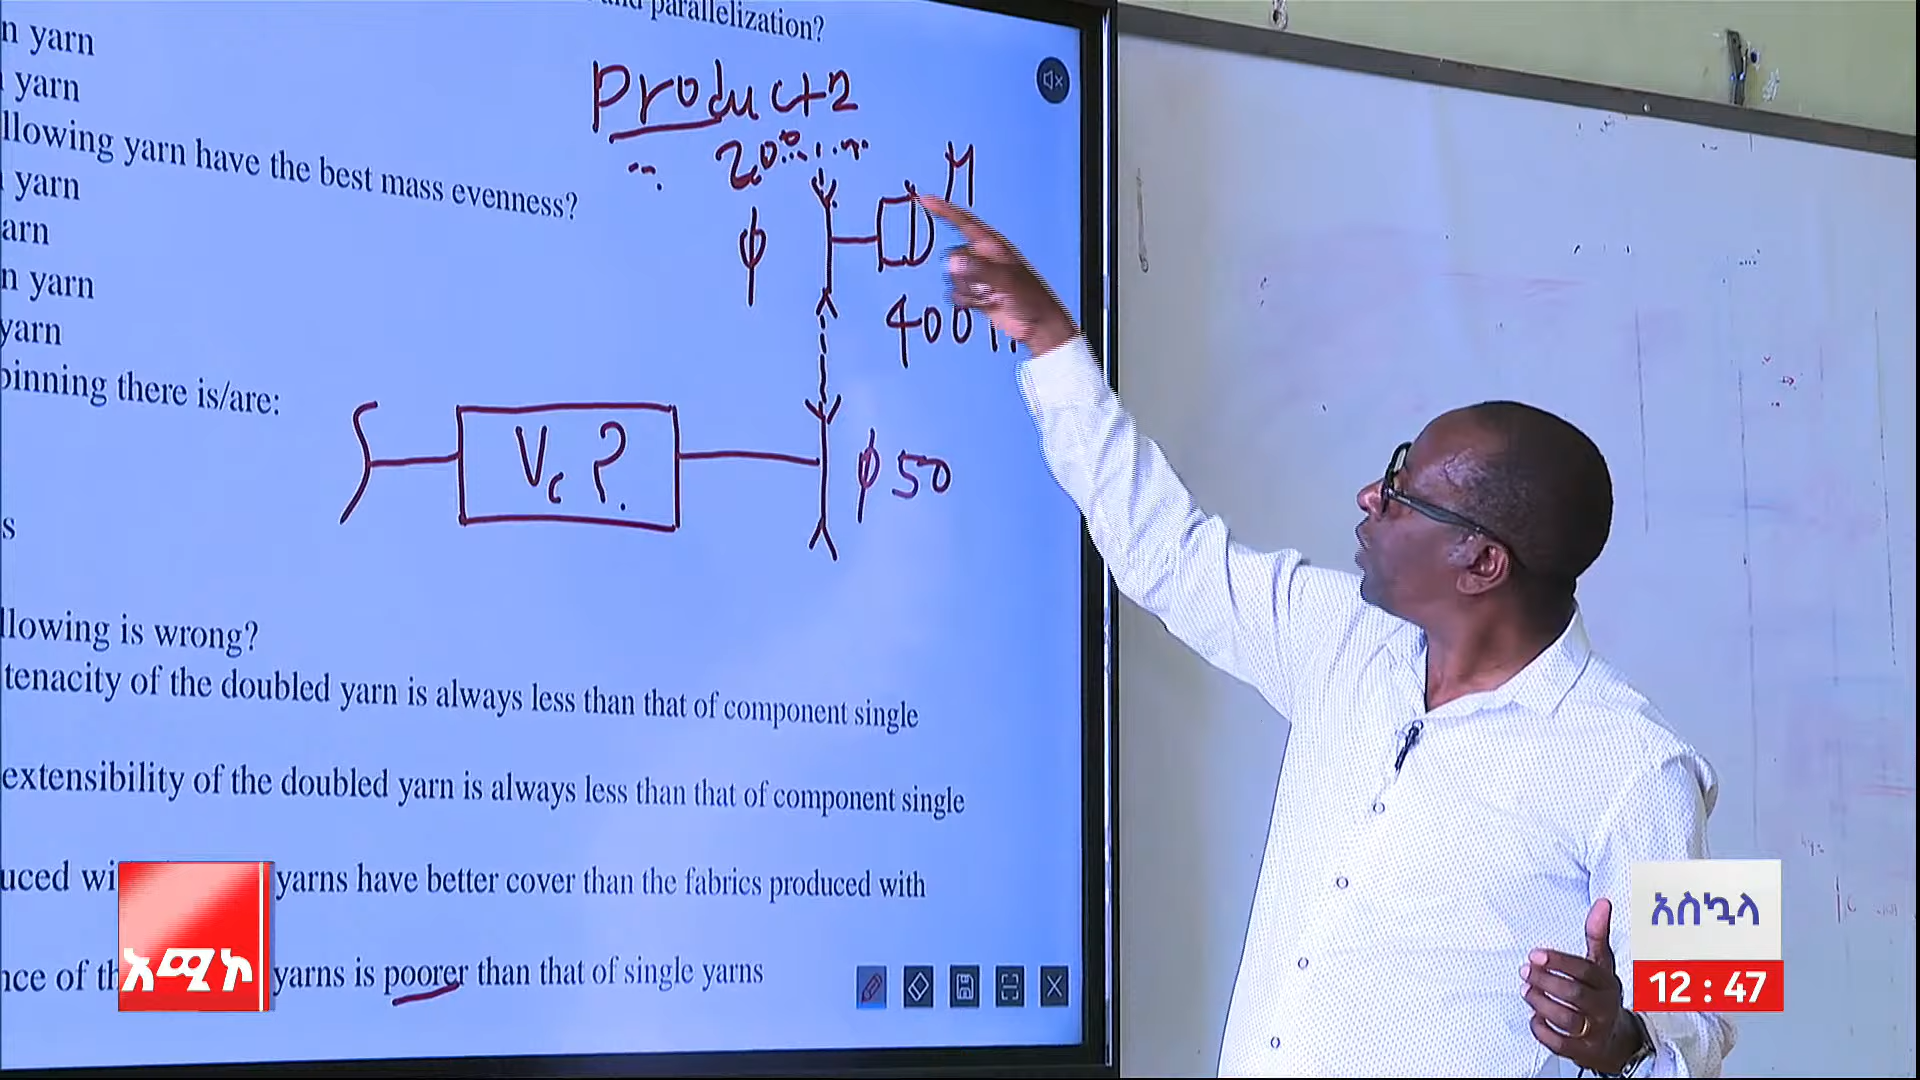 parallelization?
n yarn
yarn
llowing yarn have the best mass evenness?
yarn
arn
n yarn
yarn
pinning there is/are:
s
llowing is wrong?
tenacity of the doubled yarn is always less than that of component single
extensibility of the doubled yarn is always less than that of component single
uced wi yarns have better cover than the fabrics produced with
nce of th yarns is poorer than that of single yarns
Product2
200
M
ϕ
400
Vc ?
ϕ 50
አሚኮ
አስኳላ
12:47